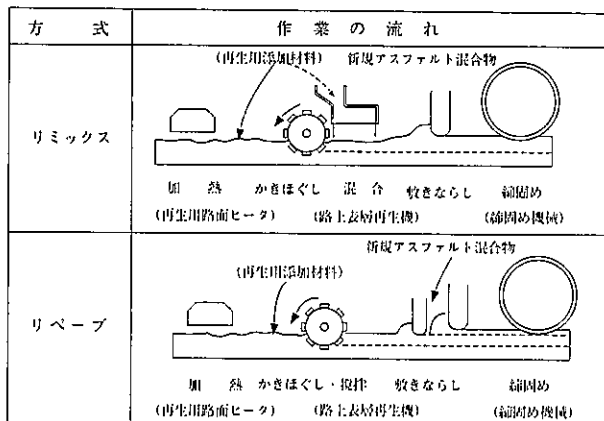 方式 作業の流れ
リミックス
(再生用添加材料) 新規アスファルト混合物
加熱 かきほぐし 混合 敷きならし 締固め
(再生用路面ヒータ) (路上表層再生機) (締固め機械)
リペーブ
新規アスファルト混合物
(再生用添加材料)
加熱 かきほぐし・攪拌 敷きならし 締固め
(再生用路面ヒータ) (路上表層再生機) (締固め機械)